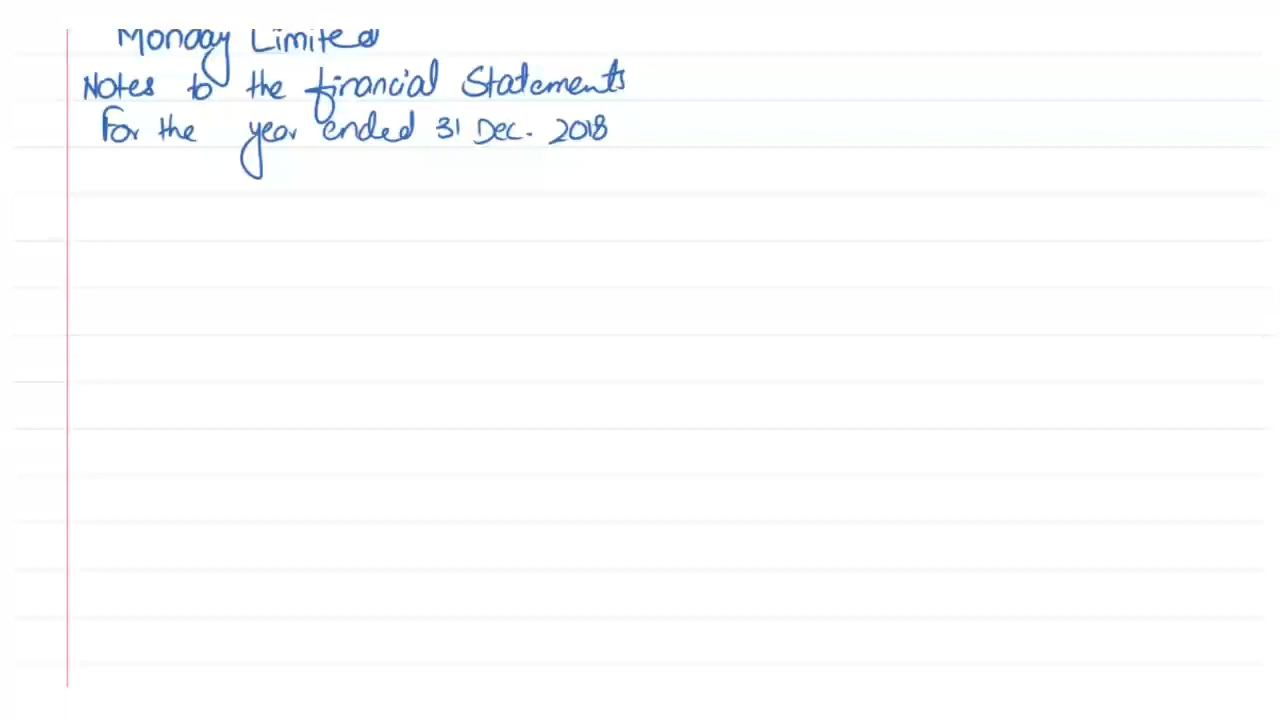 Monday Limited
Notes to the financial Statements
For the year ended 31 Dec. 2018